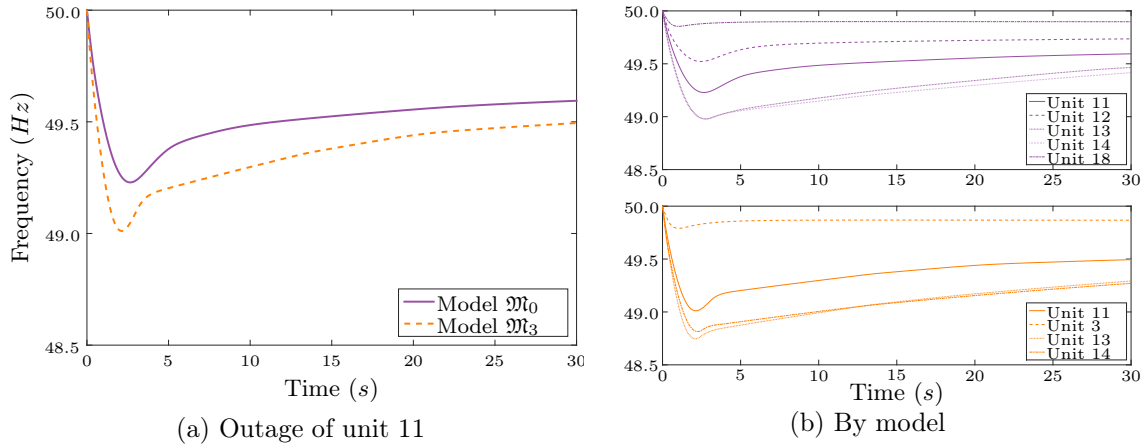 50.0
49.5
49.0
48.5
Frequency (Hz)
0 5 10 15 20 25 30
Time (s)
Model 𝔐₀
Model 𝔐₃
(a) Outage of unit 11
50.0
49.5
49.0
48.5
0 5 10 15 20 25 30
Unit 11
Unit 12
Unit 13
Unit 14
Unit 18
50.0
49.5
49.0
48.5
0 5 10 15 20 25 30
Unit 11
Unit 3
Unit 13
Unit 14
Time (s)
(b) By model